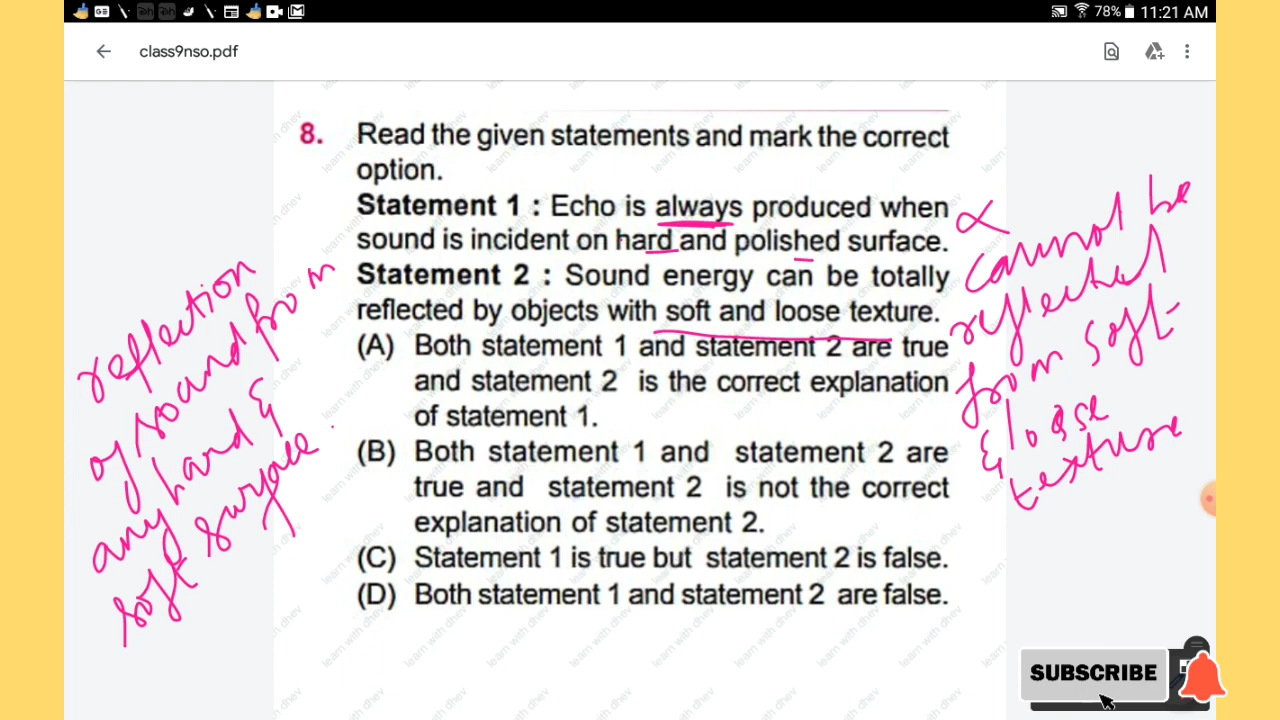 78% 11:21 AM
class9nso.pdf
8. Read the given statements and mark the correct
option.
Statement 1 : Echo is always produced when
sound is incident on hard and polished surface.
Statement 2 : Sound energy can be totally
reflected by objects with soft and loose texture.
(A) Both statement 1 and statement 2 are true
and statement 2 is the correct explanation
of statement 1.
(B) Both statement 1 and statement 2 are
true and statement 2 is not the correct
explanation of statement 2.
(C) Statement 1 is true but statement 2 is false.
(D) Both statement 1 and statement 2 are false.
reflection
of sound from
any hard &
soft surface.
cannot be
reflected
from soft
& loose
texture
learn with dhev
SUBSCRIBE